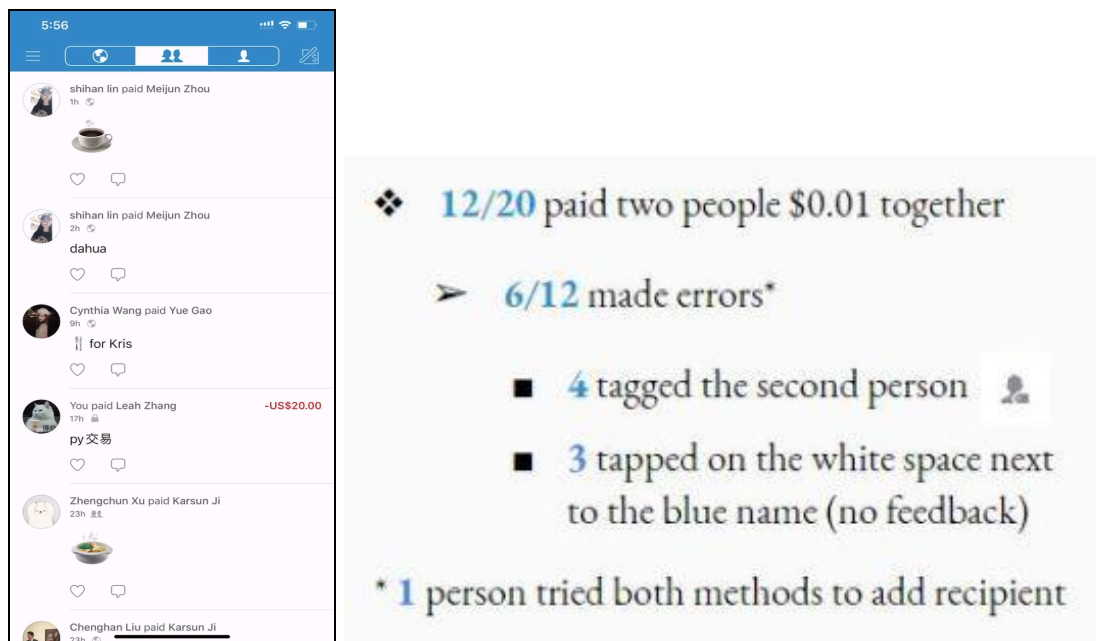 5:56
shihan lin paid Meijun Zhou
1h
shihan lin paid Meijun Zhou
2h
dahua
Cynthia Wang paid Yue Gao
9h
for Kris
You paid Leah Zhang -US$20.00
17h
py交易
Zhengchun Xu paid Karsun Ji
23h
Chenghan Liu paid Karsun Ji
23h
12/20 paid two people $0.01 together
6/12 made errors*
4 tagged the second person
3 tapped on the white space next
to the blue name (no feedback)
* 1 person tried both methods to add recipient